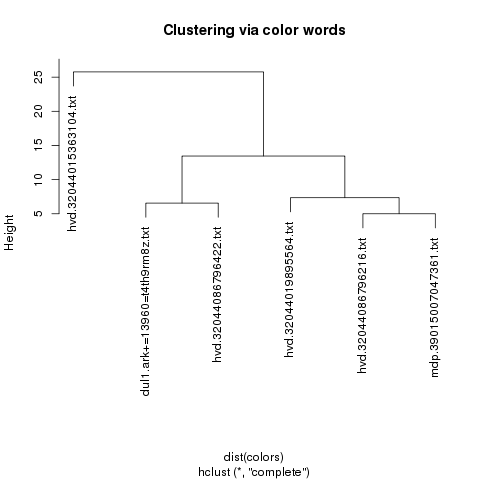 Clustering via color words
Height
25
20
15
10
5
hvd.32044015363104.txt
dul1.ark+=13960=t4th9rm8z.txt
hvd.32044086796422.txt
hvd.32044019895564.txt
hvd.32044086796216.txt
mdp.39015007047361.txt
dist(colors)
hclust (*, "complete")